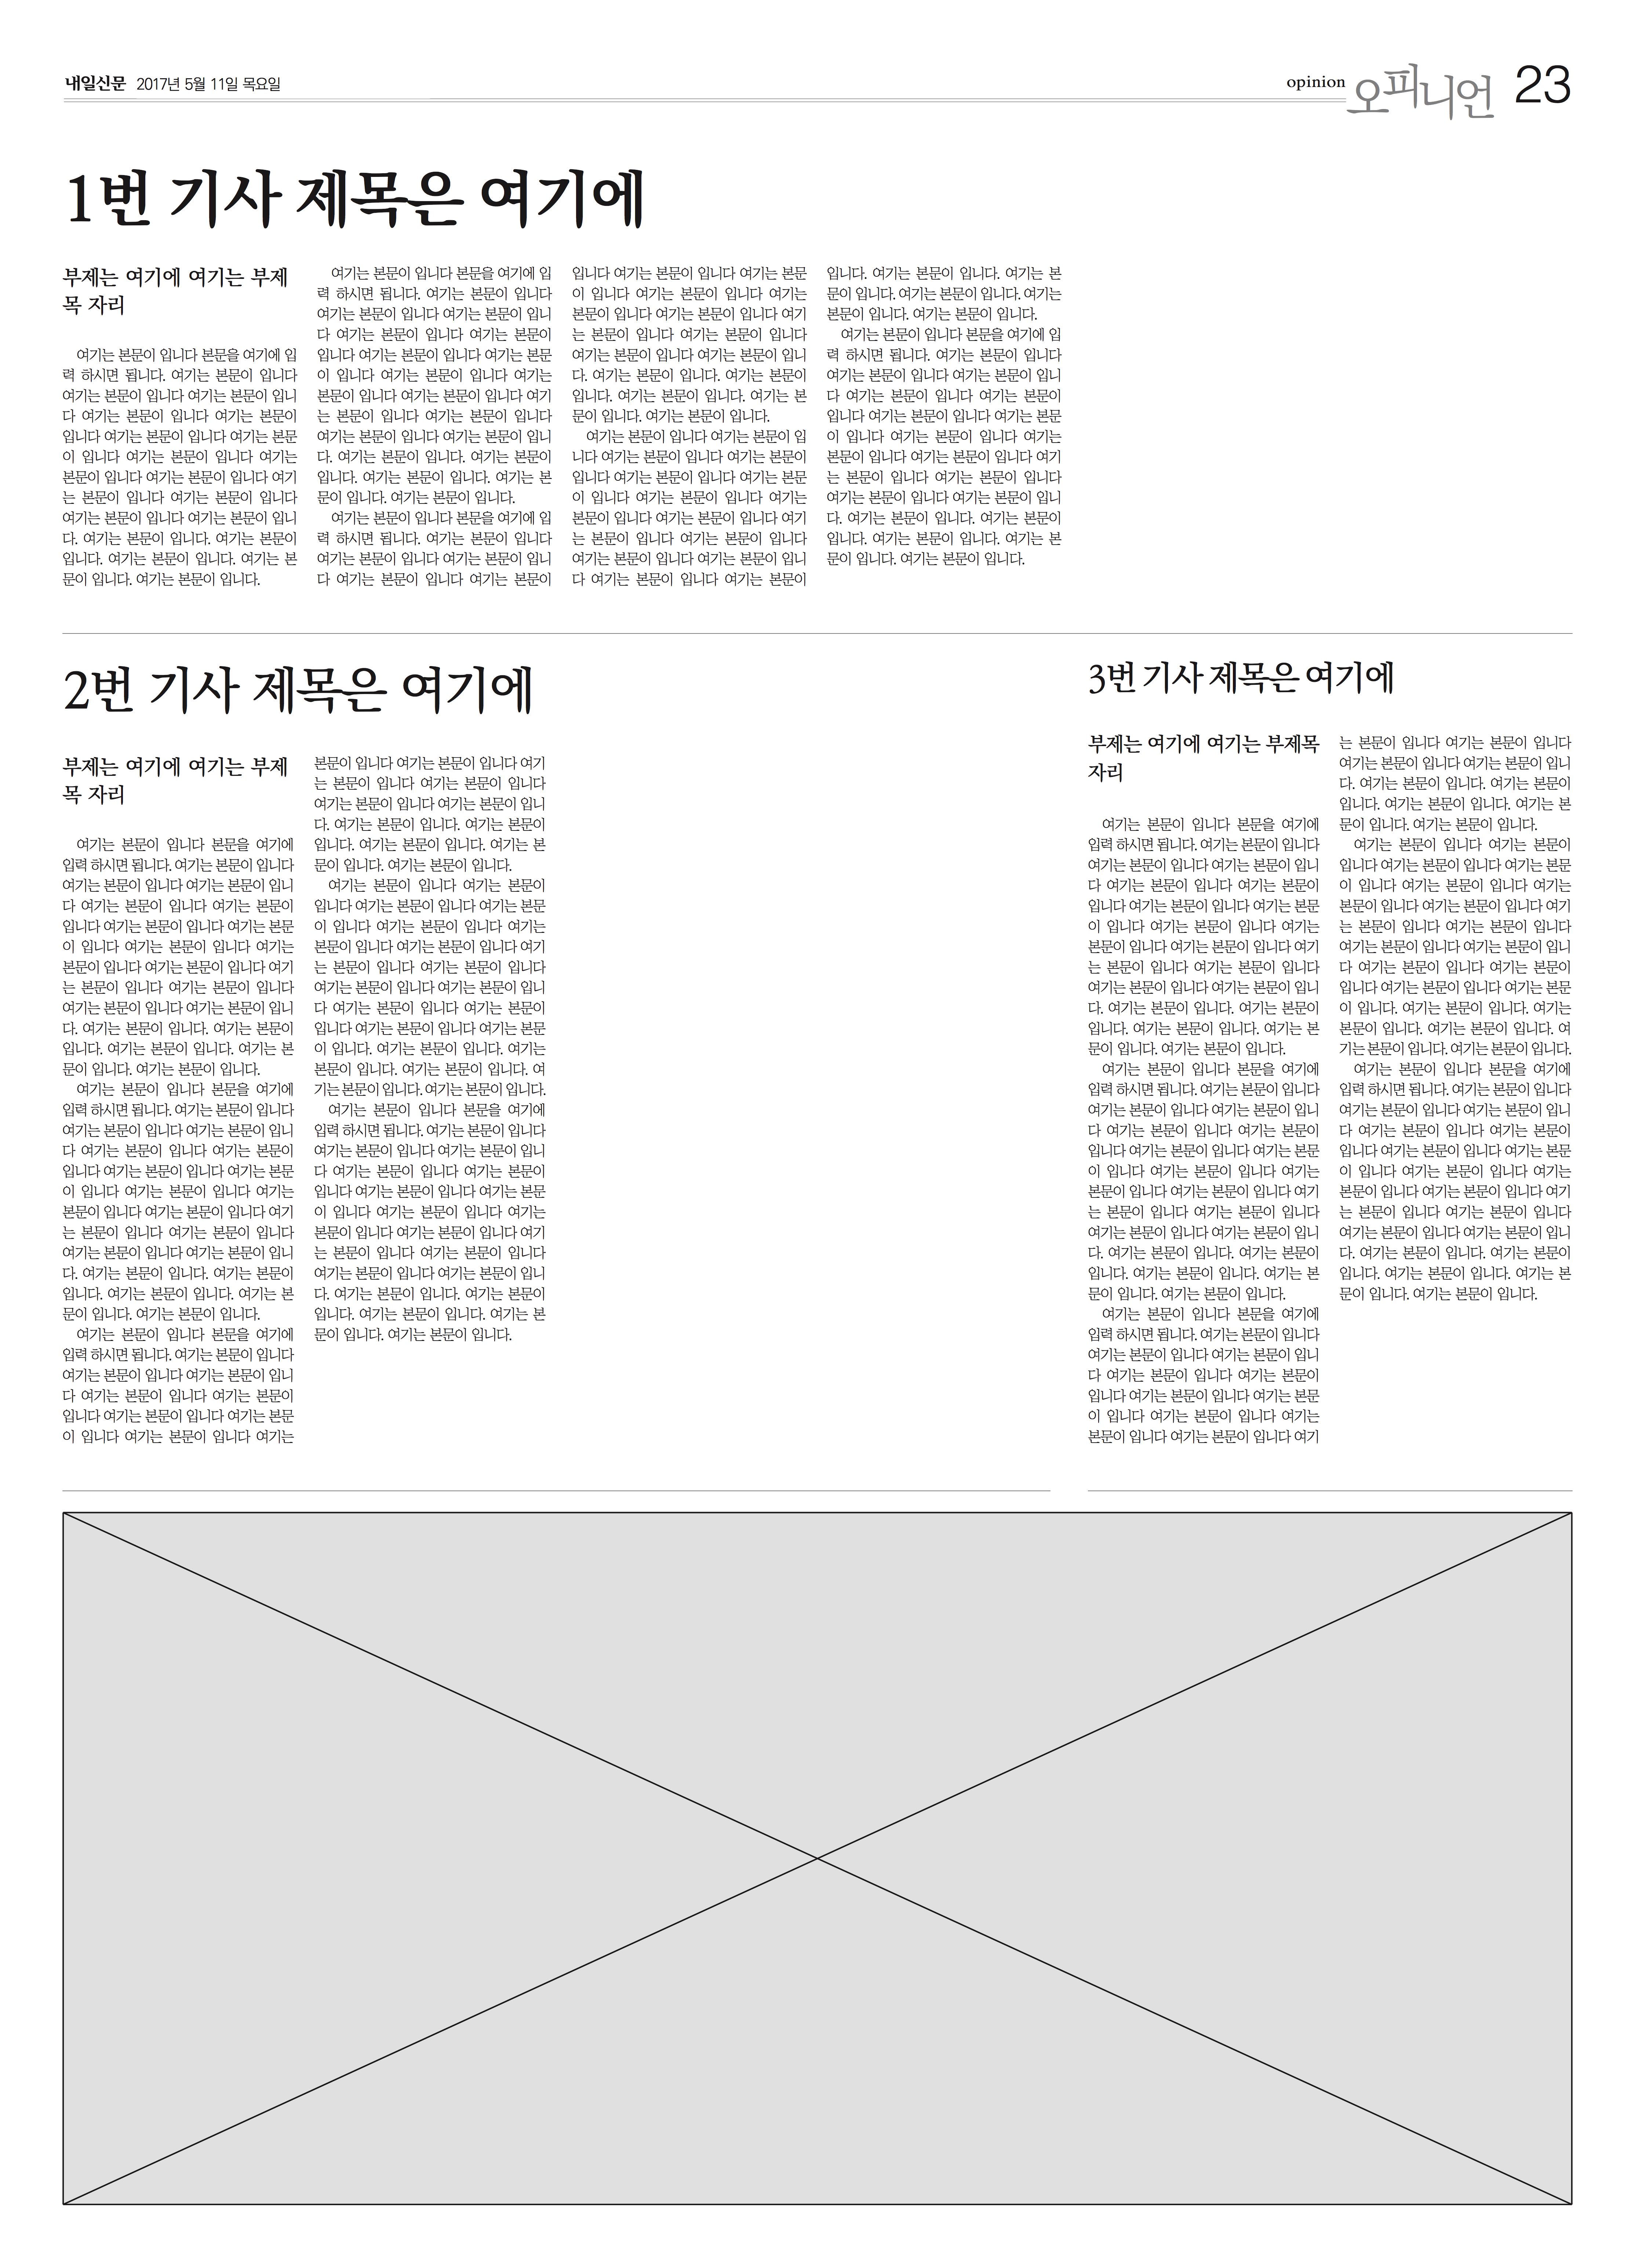 내일신문 2017년 5월 11일 목요일
opinion 오피니언 23
1번 기사 제목은 여기에
부제는 여기에 여기는 부제
목 자리
여기는 본문이 입니다 본문을 여기에 입
력 하시면 됩니다. 여기는 본문이 입니다
여기는 본문이 입니다 여기는 본문이 입니
다 여기는 본문이 입니다 여기는 본문이
입니다 여기는 본문이 입니다 여기는 본문
이 입니다 여기는 본문이 입니다 여기는
본문이 입니다 여기는 본문이 입니다 여기
는 본문이 입니다 여기는 본문이 입니다
여기는 본문이 입니다 여기는 본문이 입니
다. 여기는 본문이 입니다. 여기는 본문이
입니다. 여기는 본문이 입니다. 여기는 본
문이 입니다. 여기는 본문이 입니다.
여기는 본문이 입니다 본문을 여기에 입
력 하시면 됩니다. 여기는 본문이 입니다
여기는 본문이 입니다 여기는 본문이 입니
다 여기는 본문이 입니다 여기는 본문이
입니다 여기는 본문이 입니다 여기는 본문
이 입니다 여기는 본문이 입니다 여기는
본문이 입니다 여기는 본문이 입니다 여기
는 본문이 입니다 여기는 본문이 입니다
여기는 본문이 입니다 여기는 본문이 입니
다. 여기는 본문이 입니다. 여기는 본문이
입니다. 여기는 본문이 입니다. 여기는 본
문이 입니다. 여기는 본문이 입니다.
여기는 본문이 입니다 본문을 여기에 입
력 하시면 됩니다. 여기는 본문이 입니다
여기는 본문이 입니다 여기는 본문이 입니
다 여기는 본문이 입니다 여기는 본문이
입니다 여기는 본문이 입니다 여기는 본문
이 입니다 여기는 본문이 입니다 여기는
본문이 입니다 여기는 본문이 입니다 여기
는 본문이 입니다 여기는 본문이 입니다
여기는 본문이 입니다 여기는 본문이 입니
다. 여기는 본문이 입니다. 여기는 본문이
입니다. 여기는 본문이 입니다. 여기는 본
문이 입니다. 여기는 본문이 입니다.
여기는 본문이 입니다 여기는 본문이 입
니다 여기는 본문이 입니다 여기는 본문이
입니다 여기는 본문이 입니다 여기는 본문
이 입니다 여기는 본문이 입니다 여기는
본문이 입니다 여기는 본문이 입니다 여기
는 본문이 입니다 여기는 본문이 입니다
여기는 본문이 입니다 여기는 본문이 입니
다 여기는 본문이 입니다 여기는 본문이
입니다. 여기는 본문이 입니다. 여기는 본
문이 입니다. 여기는 본문이 입니다. 여기는
본문이 입니다. 여기는 본문이 입니다.
여기는 본문이 입니다 본문을 여기에 입
력 하시면 됩니다. 여기는 본문이 입니다
여기는 본문이 입니다 여기는 본문이 입니
다 여기는 본문이 입니다 여기는 본문이
입니다 여기는 본문이 입니다 여기는 본문
이 입니다 여기는 본문이 입니다 여기는
본문이 입니다 여기는 본문이 입니다 여기
는 본문이 입니다 여기는 본문이 입니다
여기는 본문이 입니다 여기는 본문이 입니
다. 여기는 본문이 입니다. 여기는 본문이
입니다. 여기는 본문이 입니다. 여기는 본
문이 입니다. 여기는 본문이 입니다.
2번 기사 제목은 여기에
부제는 여기에 여기는 부제
목 자리
여기는 본문이 입니다 본문을 여기에
입력 하시면 됩니다. 여기는 본문이 입니다
여기는 본문이 입니다 여기는 본문이 입니
다 여기는 본문이 입니다 여기는 본문이
입니다 여기는 본문이 입니다 여기는 본문
이 입니다 여기는 본문이 입니다 여기는
본문이 입니다 여기는 본문이 입니다 여기
는 본문이 입니다 여기는 본문이 입니다
여기는 본문이 입니다 여기는 본문이 입니
다. 여기는 본문이 입니다. 여기는 본문이
입니다. 여기는 본문이 입니다. 여기는 본
문이 입니다. 여기는 본문이 입니다.
여기는 본문이 입니다 본문을 여기에
입력 하시면 됩니다. 여기는 본문이 입니다
여기는 본문이 입니다 여기는 본문이 입니
다 여기는 본문이 입니다 여기는 본문이
입니다 여기는 본문이 입니다 여기는 본문
이 입니다 여기는 본문이 입니다 여기는
본문이 입니다 여기는 본문이 입니다 여기
는 본문이 입니다 여기는 본문이 입니다
여기는 본문이 입니다 여기는 본문이 입니
다. 여기는 본문이 입니다. 여기는 본문이
입니다. 여기는 본문이 입니다. 여기는 본
문이 입니다. 여기는 본문이 입니다.
여기는 본문이 입니다 본문을 여기에
입력 하시면 됩니다. 여기는 본문이 입니다
여기는 본문이 입니다 여기는 본문이 입니
다 여기는 본문이 입니다 여기는 본문이
입니다 여기는 본문이 입니다 여기는 본문
이 입니다 여기는 본문이 입니다 여기는
본문이 입니다 여기는 본문이 입니다 여기
는 본문이 입니다 여기는 본문이 입니다
여기는 본문이 입니다 여기는 본문이 입니
다. 여기는 본문이 입니다. 여기는 본문이
입니다. 여기는 본문이 입니다. 여기는 본
문이 입니다. 여기는 본문이 입니다.
여기는 본문이 입니다 여기는 본문이
입니다 여기는 본문이 입니다 여기는 본문
이 입니다 여기는 본문이 입니다 여기는
본문이 입니다 여기는 본문이 입니다 여기
는 본문이 입니다 여기는 본문이 입니다
여기는 본문이 입니다 여기는 본문이 입니
다 여기는 본문이 입니다 여기는 본문이
입니다 여기는 본문이 입니다 여기는 본문
이 입니다. 여기는 본문이 입니다. 여기는
본문이 입니다. 여기는 본문이 입니다. 여
기는 본문이 입니다. 여기는 본문이 입니다.
여기는 본문이 입니다 본문을 여기에
입력 하시면 됩니다. 여기는 본문이 입니다
여기는 본문이 입니다 여기는 본문이 입니
다 여기는 본문이 입니다 여기는 본문이
입니다 여기는 본문이 입니다 여기는 본문
이 입니다 여기는 본문이 입니다 여기는
본문이 입니다 여기는 본문이 입니다 여기
는 본문이 입니다 여기는 본문이 입니다
여기는 본문이 입니다 여기는 본문이 입니
다. 여기는 본문이 입니다. 여기는 본문이
입니다. 여기는 본문이 입니다. 여기는 본
문이 입니다. 여기는 본문이 입니다.
3번 기사 제목은 여기에
부제는 여기에 여기는 부제목
자리
여기는 본문이 입니다 본문을 여기에
입력 하시면 됩니다. 여기는 본문이 입니다
여기는 본문이 입니다 여기는 본문이 입니
다 여기는 본문이 입니다 여기는 본문이
입니다 여기는 본문이 입니다 여기는 본문
이 입니다 여기는 본문이 입니다 여기는
본문이 입니다 여기는 본문이 입니다 여기
는 본문이 입니다 여기는 본문이 입니다
여기는 본문이 입니다 여기는 본문이 입니
다. 여기는 본문이 입니다. 여기는 본문이
입니다. 여기는 본문이 입니다. 여기는 본
문이 입니다. 여기는 본문이 입니다.
여기는 본문이 입니다 본문을 여기에
입력 하시면 됩니다. 여기는 본문이 입니다
여기는 본문이 입니다 여기는 본문이 입니
다 여기는 본문이 입니다 여기는 본문이
입니다 여기는 본문이 입니다 여기는 본문
이 입니다 여기는 본문이 입니다 여기는
본문이 입니다 여기는 본문이 입니다 여기
는 본문이 입니다 여기는 본문이 입니다
여기는 본문이 입니다 여기는 본문이 입니
다. 여기는 본문이 입니다. 여기는 본문이
입니다. 여기는 본문이 입니다. 여기는 본
문이 입니다. 여기는 본문이 입니다.
여기는 본문이 입니다 본문을 여기에
입력 하시면 됩니다. 여기는 본문이 입니다
여기는 본문이 입니다 여기는 본문이 입니
다 여기는 본문이 입니다 여기는 본문이
입니다 여기는 본문이 입니다 여기는 본문
이 입니다 여기는 본문이 입니다 여기는
본문이 입니다 여기는 본문이 입니다 여기
는 본문이 입니다 여기는 본문이 입니다
여기는 본문이 입니다 여기는 본문이 입니
다. 여기는 본문이 입니다. 여기는 본문이
입니다. 여기는 본문이 입니다. 여기는 본
문이 입니다. 여기는 본문이 입니다.
여기는 본문이 입니다 여기는 본문이
입니다 여기는 본문이 입니다 여기는 본문
이 입니다 여기는 본문이 입니다 여기는
본문이 입니다 여기는 본문이 입니다 여기
는 본문이 입니다 여기는 본문이 입니다
여기는 본문이 입니다 여기는 본문이 입니
다 여기는 본문이 입니다 여기는 본문이
입니다 여기는 본문이 입니다 여기는 본문
이 입니다. 여기는 본문이 입니다. 여기는
본문이 입니다. 여기는 본문이 입니다. 여
기는 본문이 입니다. 여기는 본문이 입니다.
여기는 본문이 입니다 본문을 여기에
입력 하시면 됩니다. 여기는 본문이 입니다
여기는 본문이 입니다 여기는 본문이 입니
다 여기는 본문이 입니다 여기는 본문이
입니다 여기는 본문이 입니다 여기는 본문
이 입니다 여기는 본문이 입니다 여기는
본문이 입니다 여기는 본문이 입니다 여기
는 본문이 입니다 여기는 본문이 입니다
여기는 본문이 입니다 여기는 본문이 입니
다. 여기는 본문이 입니다. 여기는 본문이
입니다. 여기는 본문이 입니다. 여기는 본
문이 입니다. 여기는 본문이 입니다.